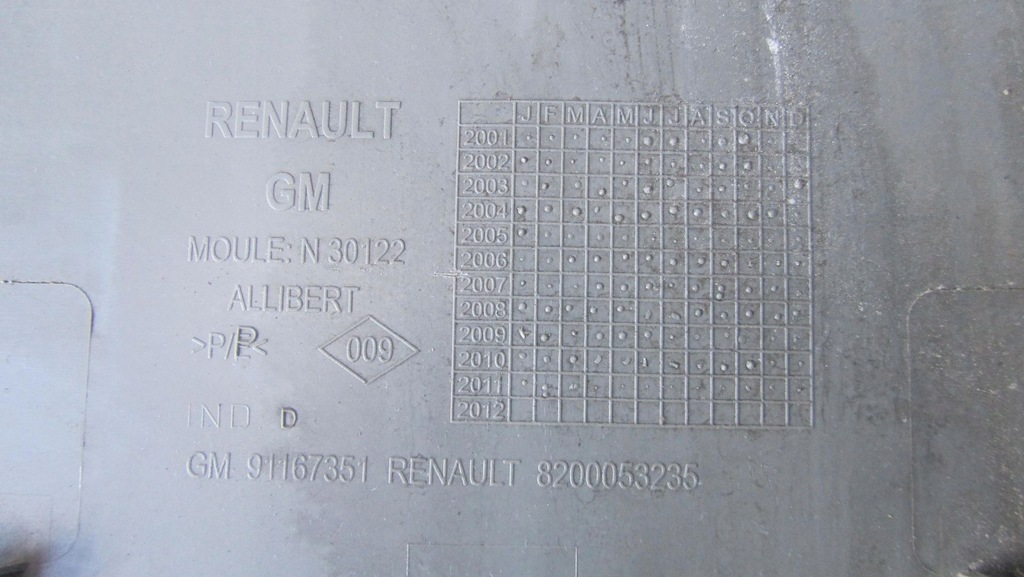 RENAULT
GM
MOULE: N 30122
ALLIBERT
009
IND D
GM 91167351 RENAULT 8200053235
J F M A M J J A S O N D
2001
2002
2003
2004
2005
2006
2007
2008
2009
2010
2011
2012